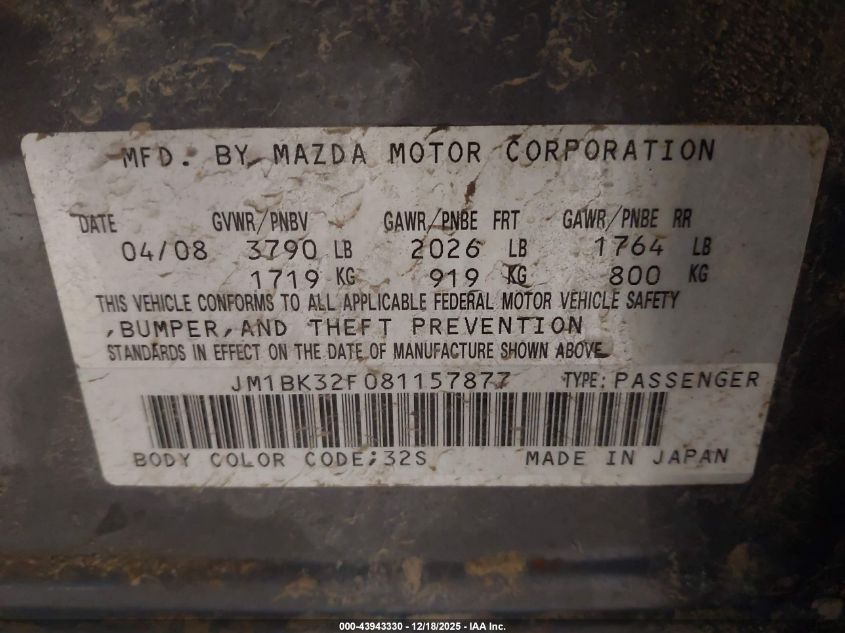 MFD. BY MAZDA MOTOR CORPORATION
DATE GVWR/PNBV GAWR/PNBE FRT GAWR/PNBE RR
04/08 3790 LB 2026 LB 1764 LB
1719 KG 919 KG 800 KG
THIS VEHICLE CONFORMS TO ALL APPLICABLE FEDERAL MOTOR VEHICLE SAFETY
,BUMPER,AND THEFT PREVENTION
STANDARDS IN EFFECT ON THE DATE OF MANUFACTURE SHOWN ABOVE
JM1BK32F081157877 TYPE: PASSENGER
BODY COLOR CODE;32S MADE IN JAPAN
000-43943330 - 12/18/2025 - IAA Inc.